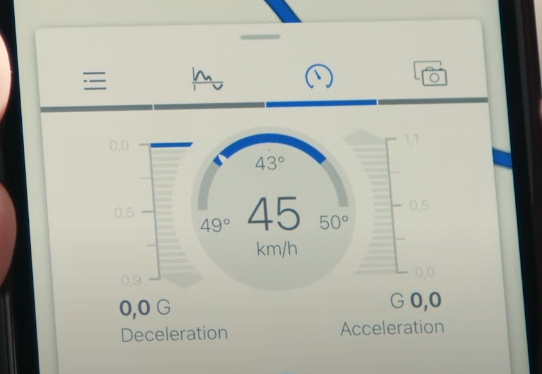 0,0
0,5
0,9
43°
49° 45 50°
km/h
1,1
0,5
0,0
0,0 G
Deceleration
G 0,0
Acceleration